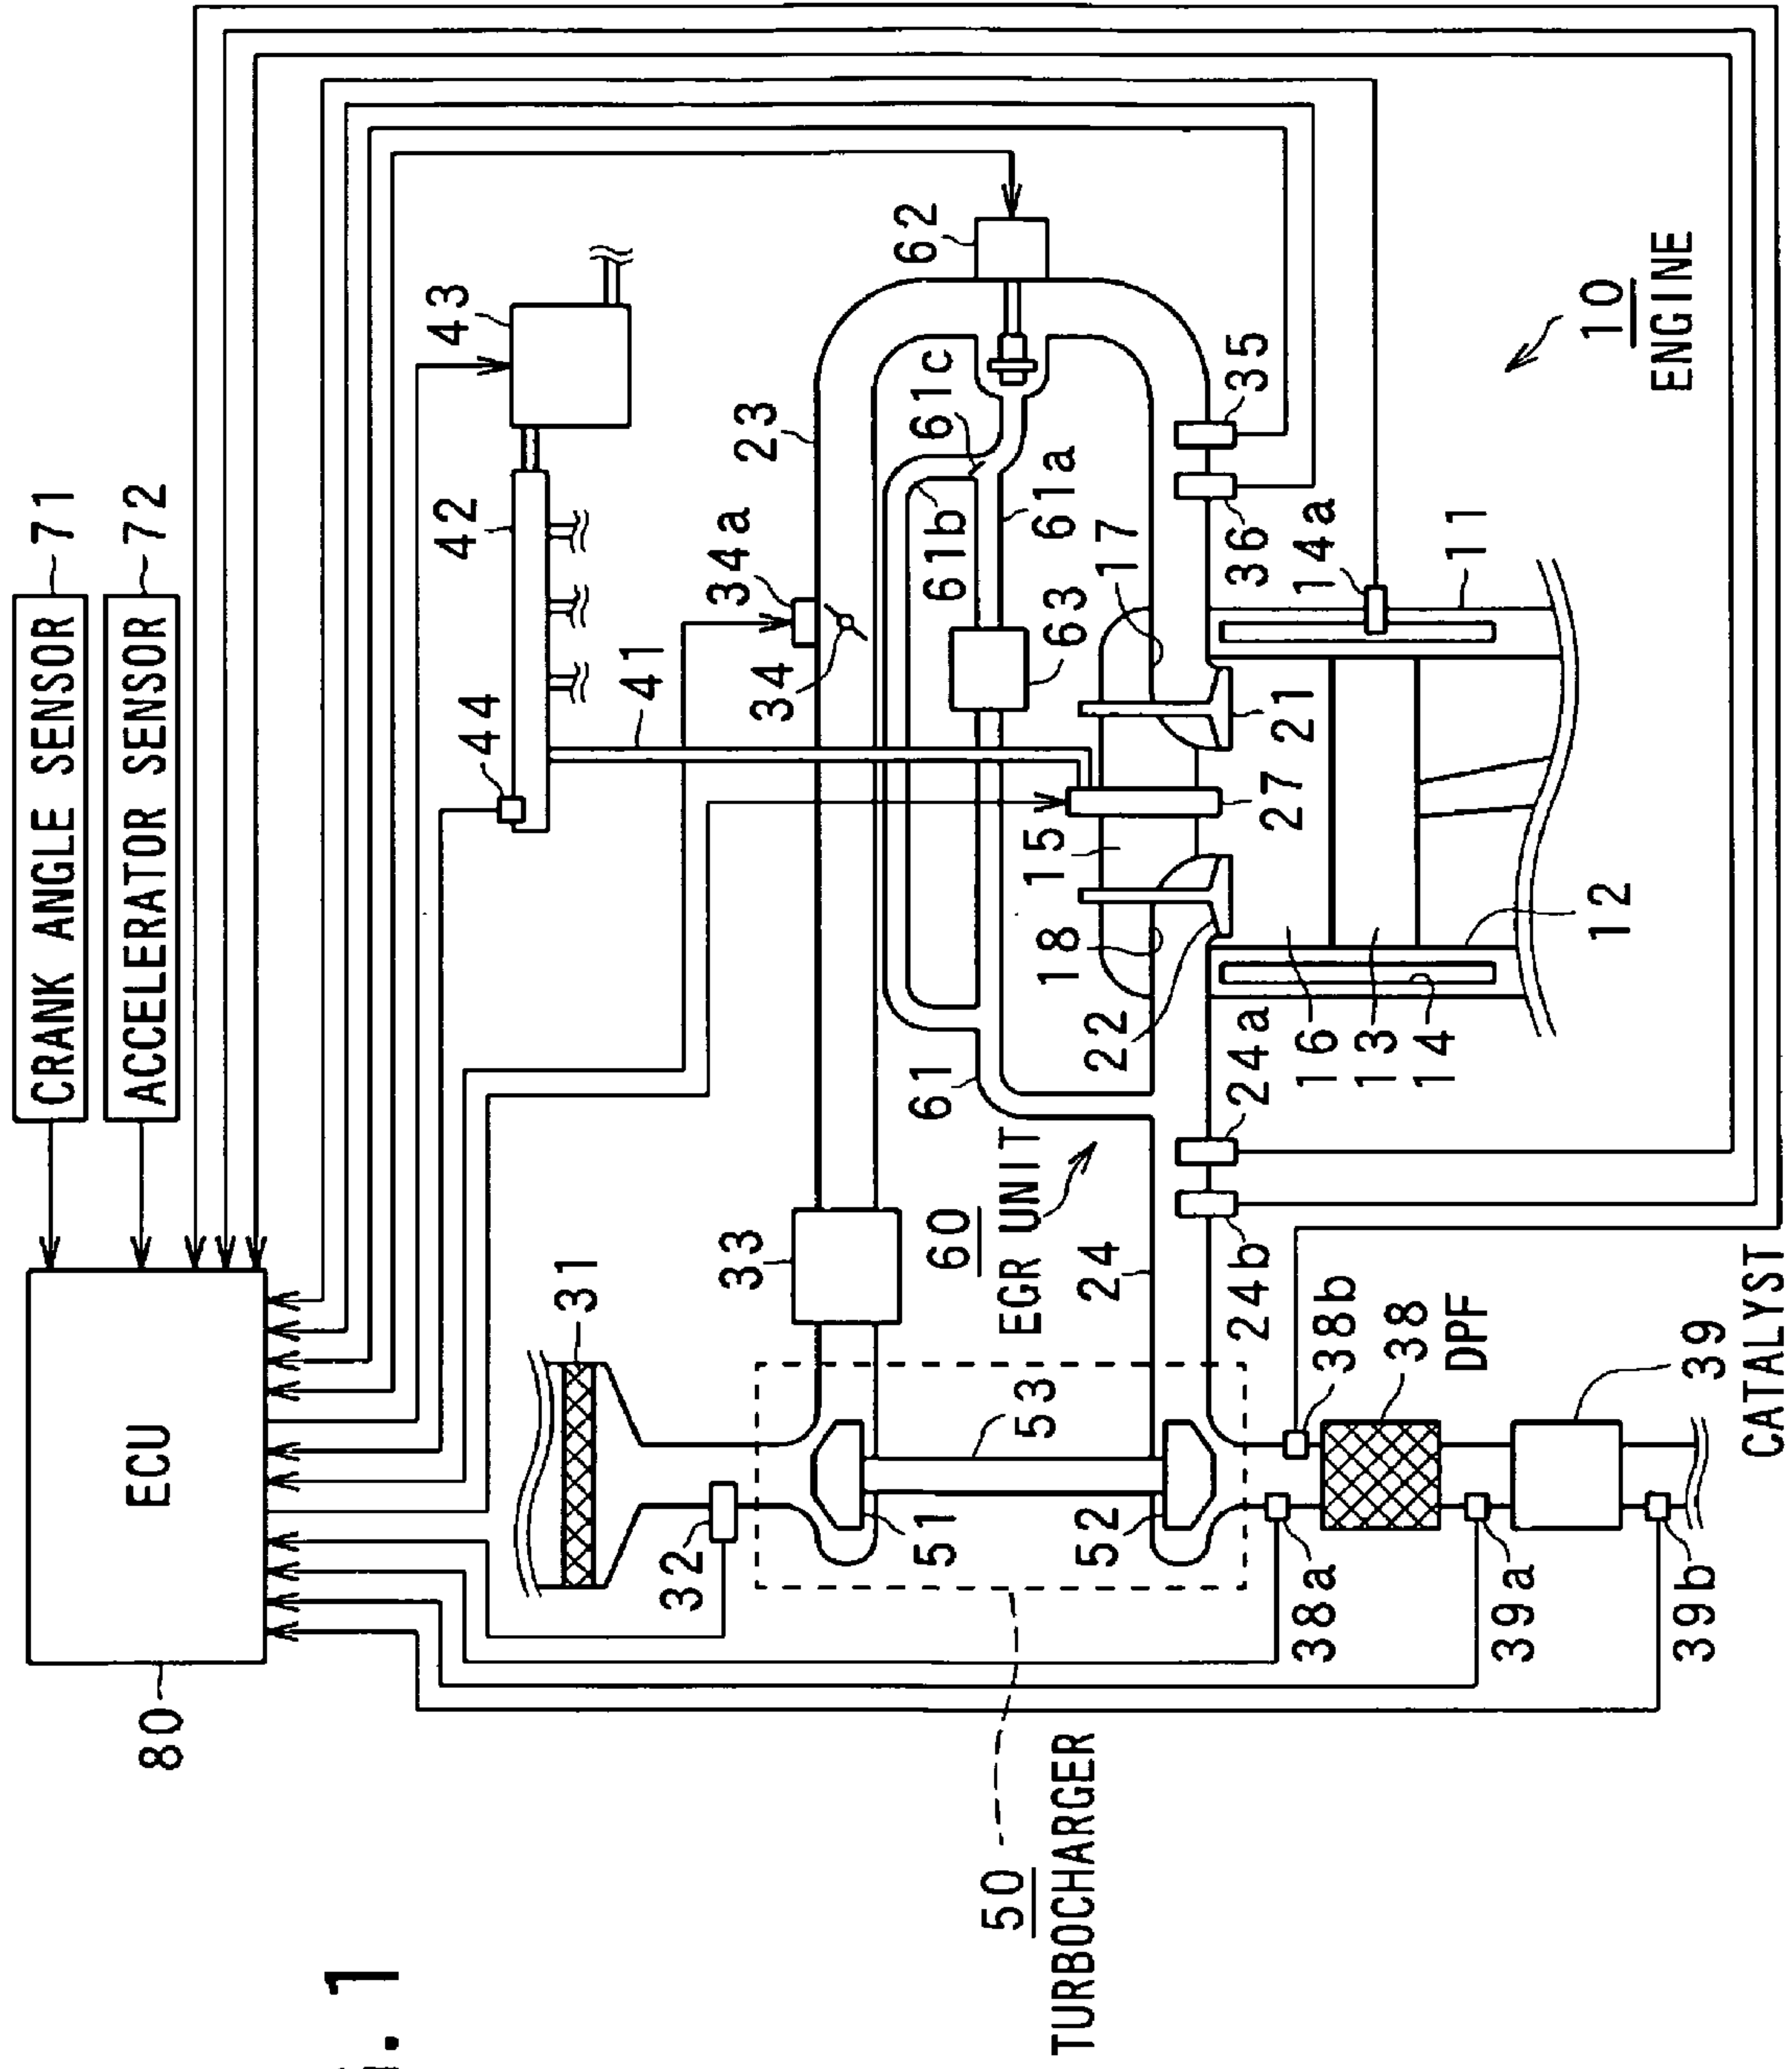 . 1
CRANK ANGLE SENSOR
71
ACCELERATOR SENSOR
72
ECU
80
43
42
44
41
34a
34
23
62
61c
61b
61a
63
17
35
36
14a
11
10
ENGINE
21
27
15
18
22
12
16
13
14
24a
24b
24
61
60
EGR UNIT
33
31
32
53
51
52
50
TURBOCHARGER
38b
38
DPF
38a
39
CATALYST
39a
39b